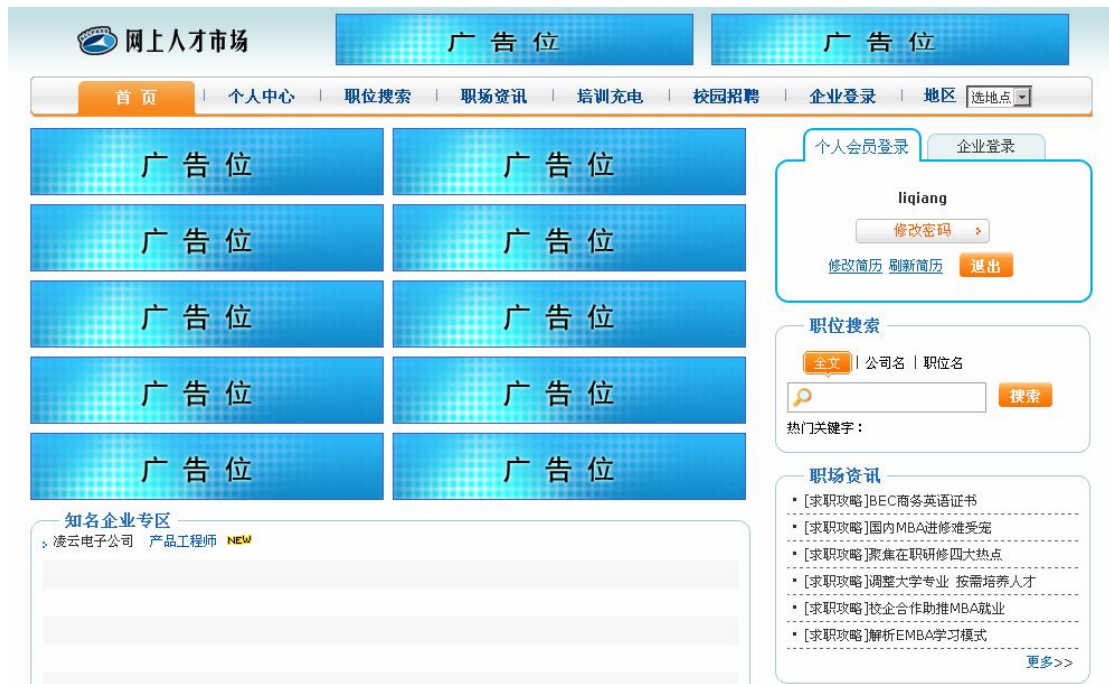 网上人才市场
广告位
广告位
首页 | 个人中心 | 职位搜索 | 职场资讯 | 培训充电 | 校园招聘 | 企业登录 | 地区 选地点
广告位 广告位
广告位 广告位
广告位 广告位
广告位 广告位
广告位 广告位
知名企业专区
凌云电子公司 产品工程师 NEW
个人会员登录 企业登录
liqiang
修改密码
修改简历 刷新简历 退出
职位搜索
全文 | 公司名 | 职位名
搜索
热门关键字：
职场资讯
[求职攻略]BEC商务英语证书
[求职攻略]国内MBA进修难受宠
[求职攻略]聚焦在职研修四大热点
[求职攻略]调整大学专业 按需培养人才
[求职攻略]校企合作助推MBA就业
[求职攻略]解析EMBA学习模式
更多>>